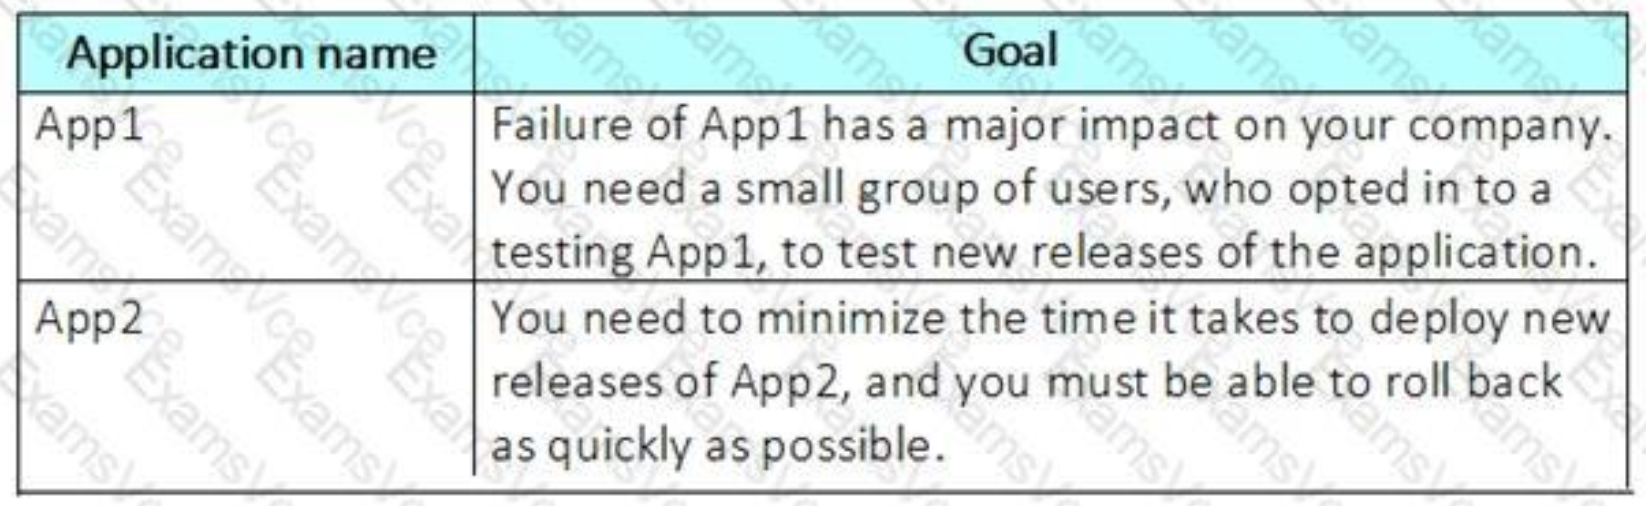 Application name Goal
App1 Failure of App1 has a major impact on your company.
You need a small group of users, who opted in to a
testing App1, to test new releases of the application.
App2 You need to minimize the time it takes to deploy new
releases of App2, and you must be able to roll back
as quickly as possible.